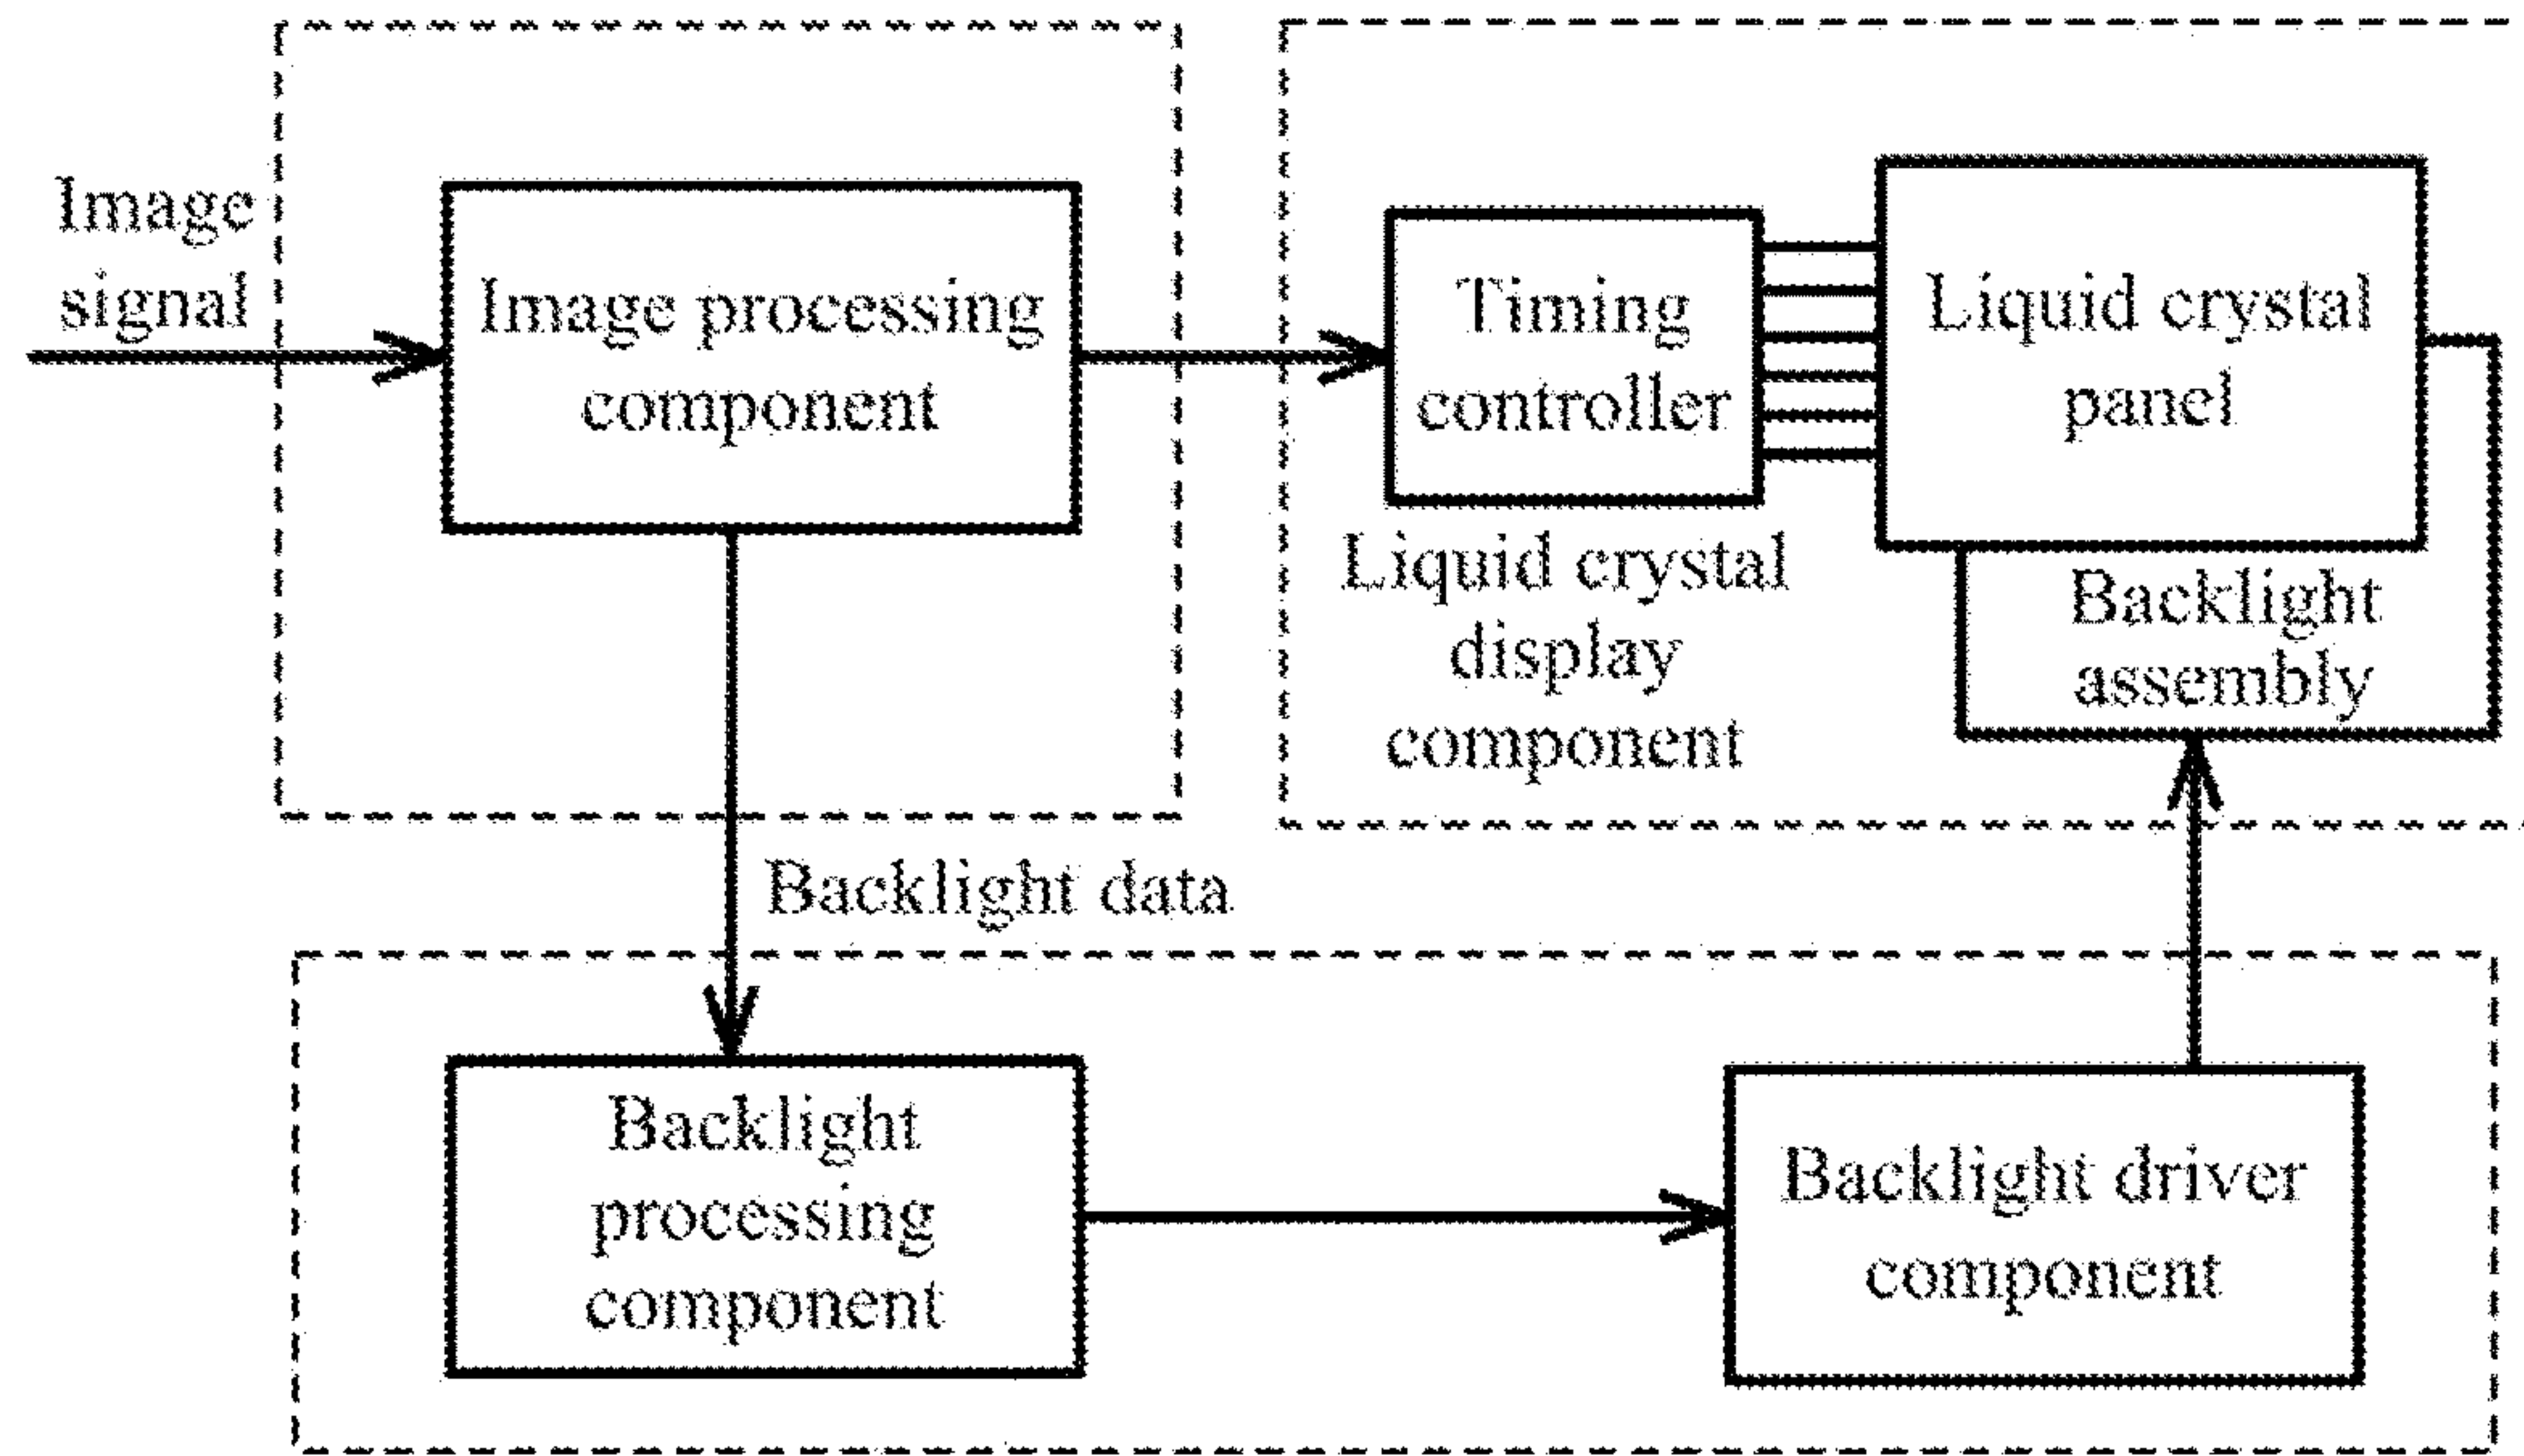 Image
signal
Image processing
component
Timing
controller
Liquid crystal
panel
Liquid crystal
display
component
Backlight
assembly
Backlight data
Backlight
processing
component
Backlight driver
component